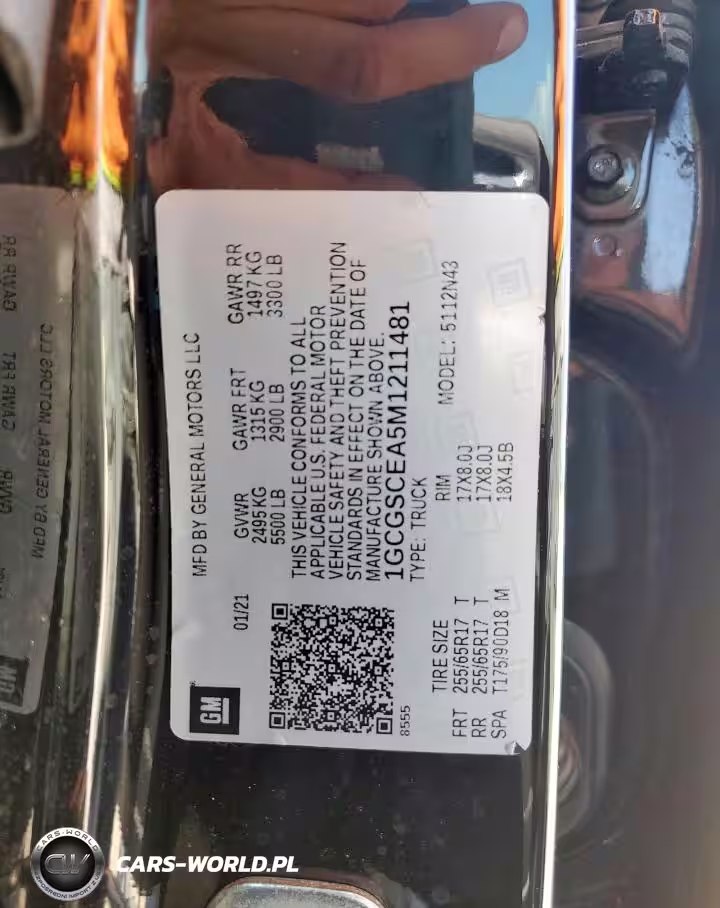 GM
01/21 MFD BY GENERAL MOTORS LLC
GVWR GAWR FRT GAWR RR
2495 KG 1315 KG 1497 KG
5500 LB 2900 LB 3300 LB
THIS VEHICLE CONFORMS TO ALL
APPLICABLE U.S. FEDERAL MOTOR
VEHICLE SAFETY AND THEFT PREVENTION
STANDARDS IN EFFECT ON THE DATE OF
MANUFACTURE SHOWN ABOVE.
1GCGSCEA5M1211481
8555 TYPE: TRUCK
TIRE SIZE RIM MODEL: 5112N43
FRT 255/65R17 T 17X8.0J
RR 255/65R17 T 17X8.0J
SPA T175/90D18 M 18X4.5B
CARS-WORLD
CW
CARS-WORLD.PL